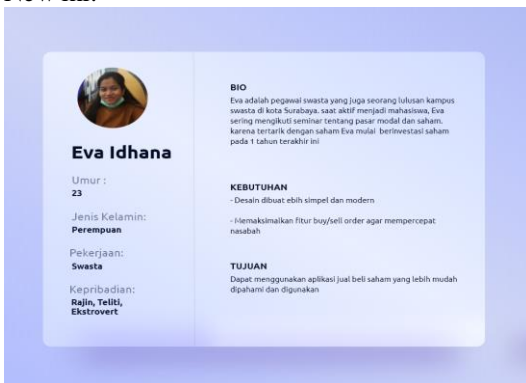 Eva Idhana
Umur :
23
Jenis Kelamin:
Perempuan
Pekerjaan:
Swasta
Kepribadian:
Rajin, Teliti,
Ekstrovert
BIO
Eva adalah pegawai swasta yang juga seorang lulusan kampus
swasta di kota Surabaya. saat aktif menjadi mahasiswa, Eva
sering mengikuti seminar tentang pasar modal dan saham.
karena tertarik dengan saham Eva mulai berinvestasi saham
pada 1 tahun terakhir ini
KEBUTUHAN
- Desain dibuat ebih simpel dan modern
- Memaksimalkan fitur buy/sell order agar mempercepat
nasabah
TUJUAN
Dapat menggunakan aplikasi jual beli saham yang lebih mudah
dipahami dan digunakan